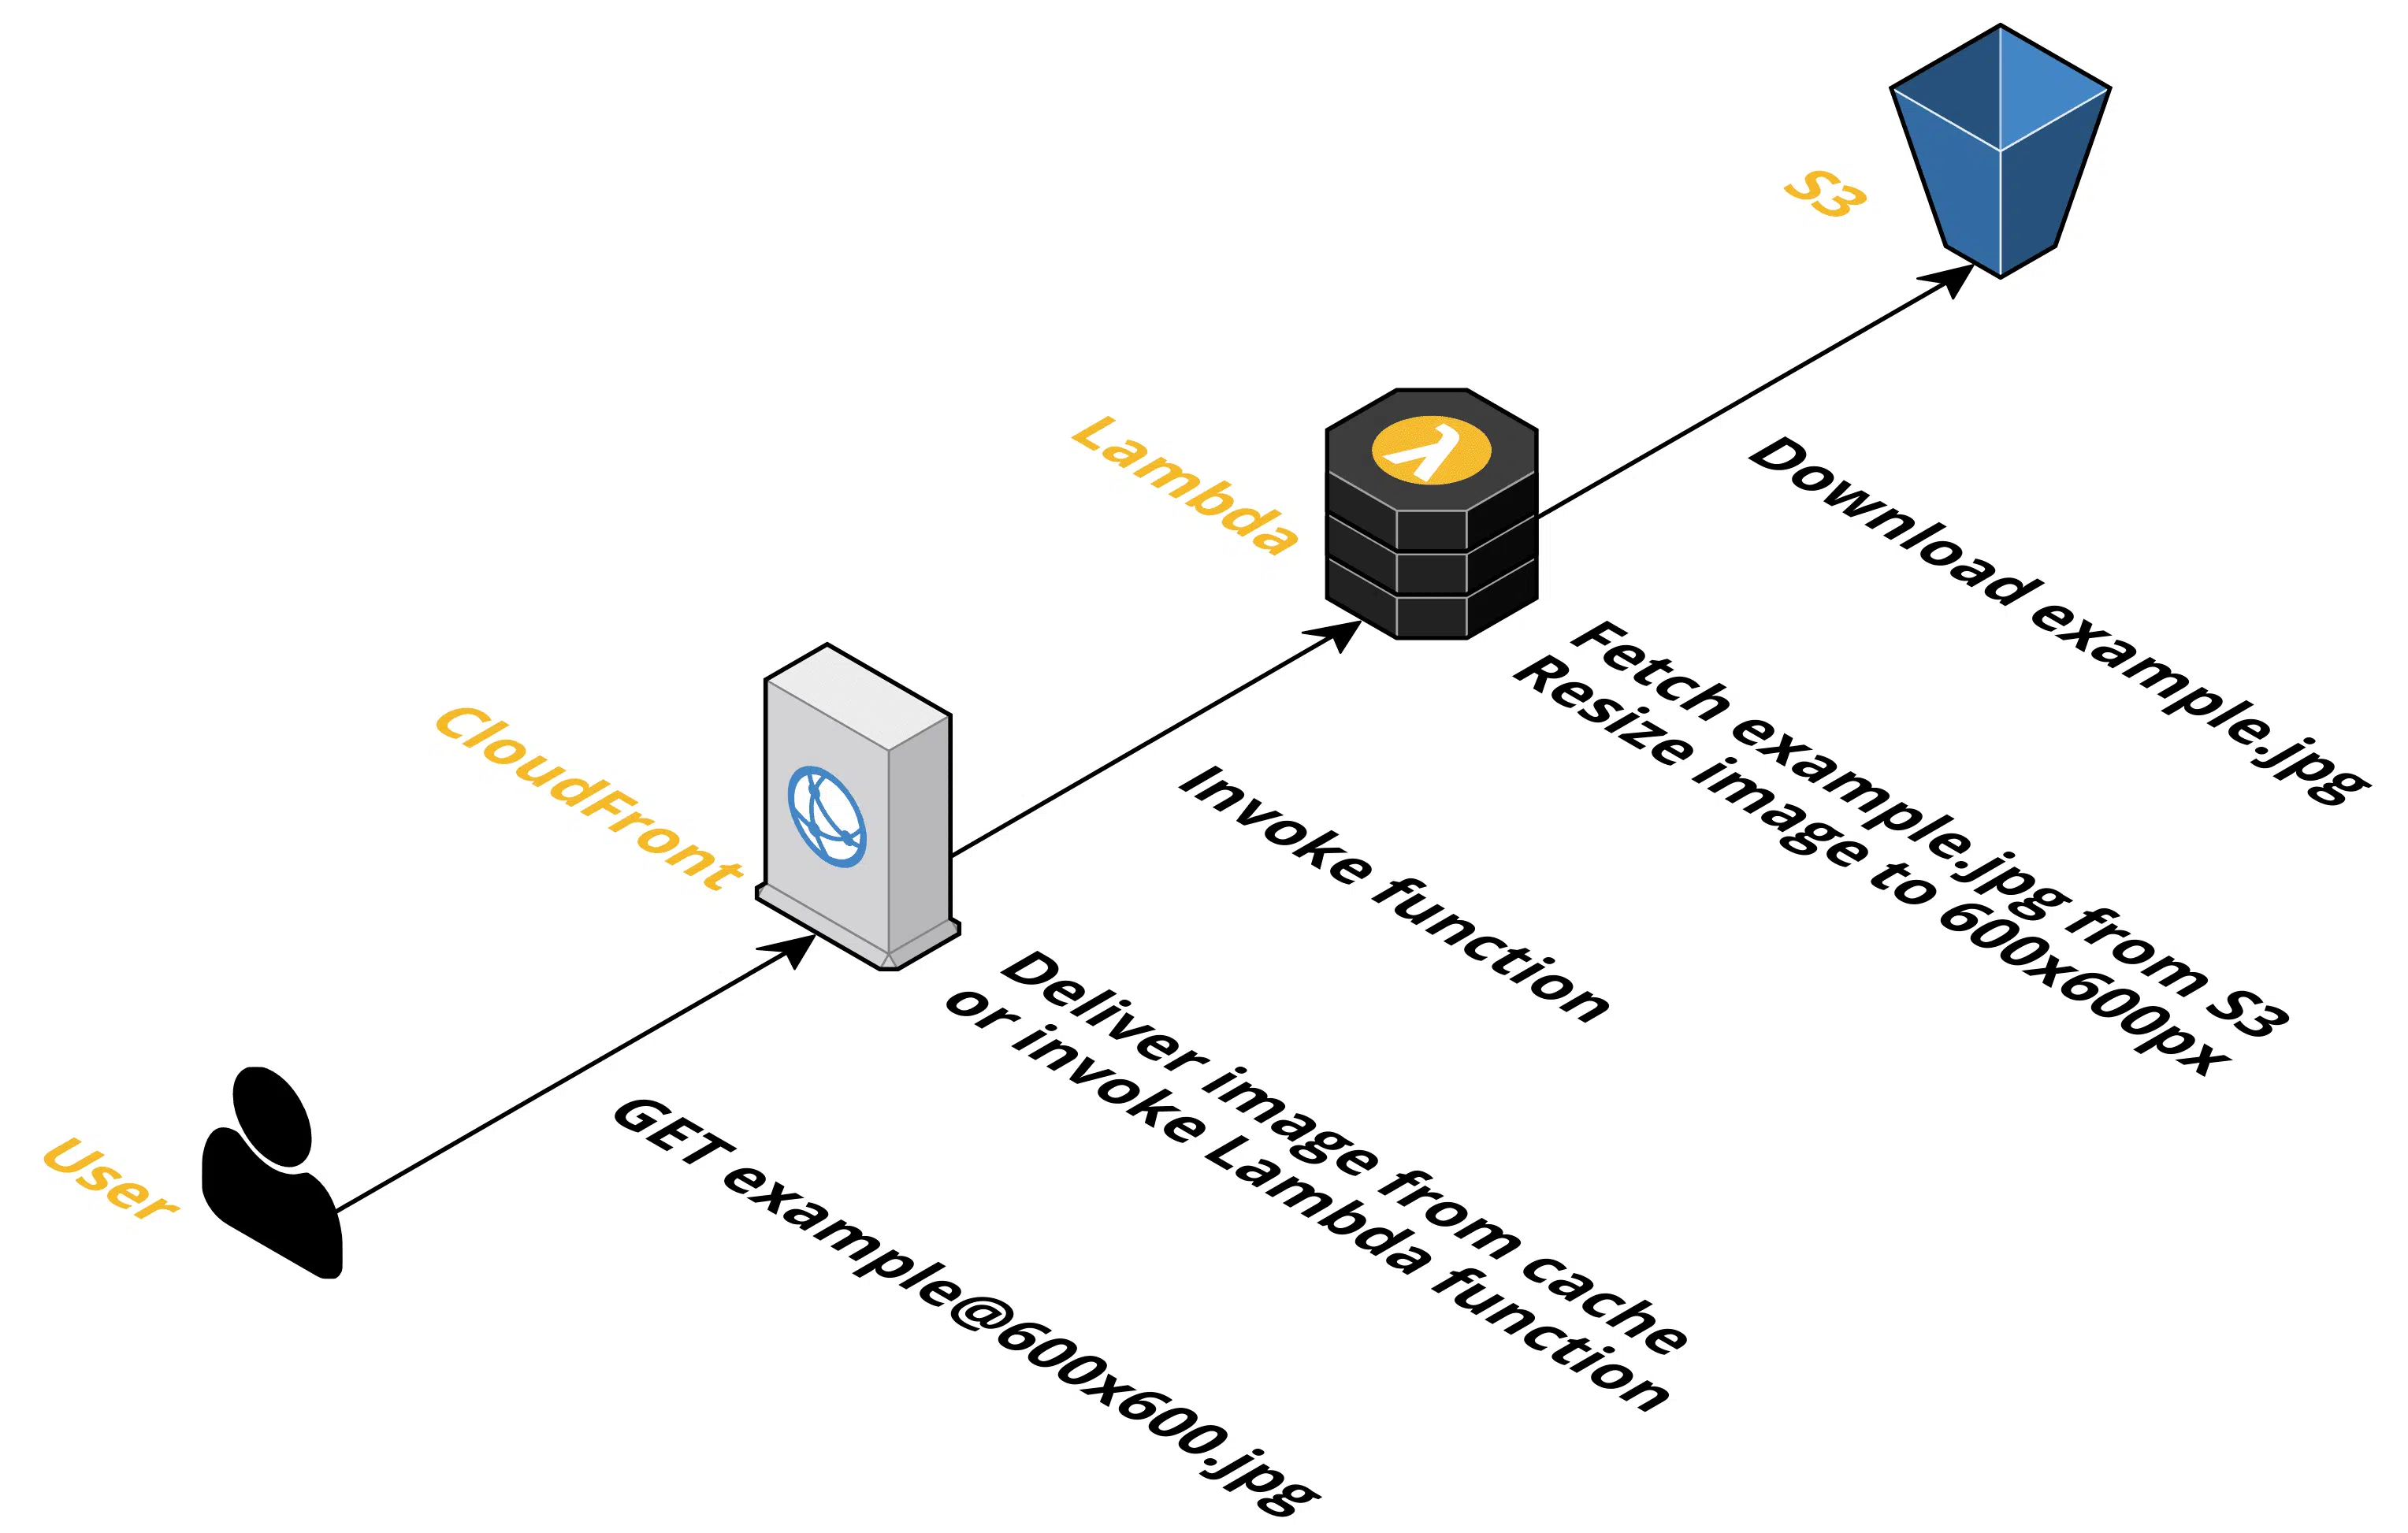 S3
Download example.jpg
Lambda
Fetch example.jpg from S3
Resize image to 600x600px
Invoke function
CloudFront
Deliver image from cache
or invoke Lambda function
GET example@600x600.jpg
User